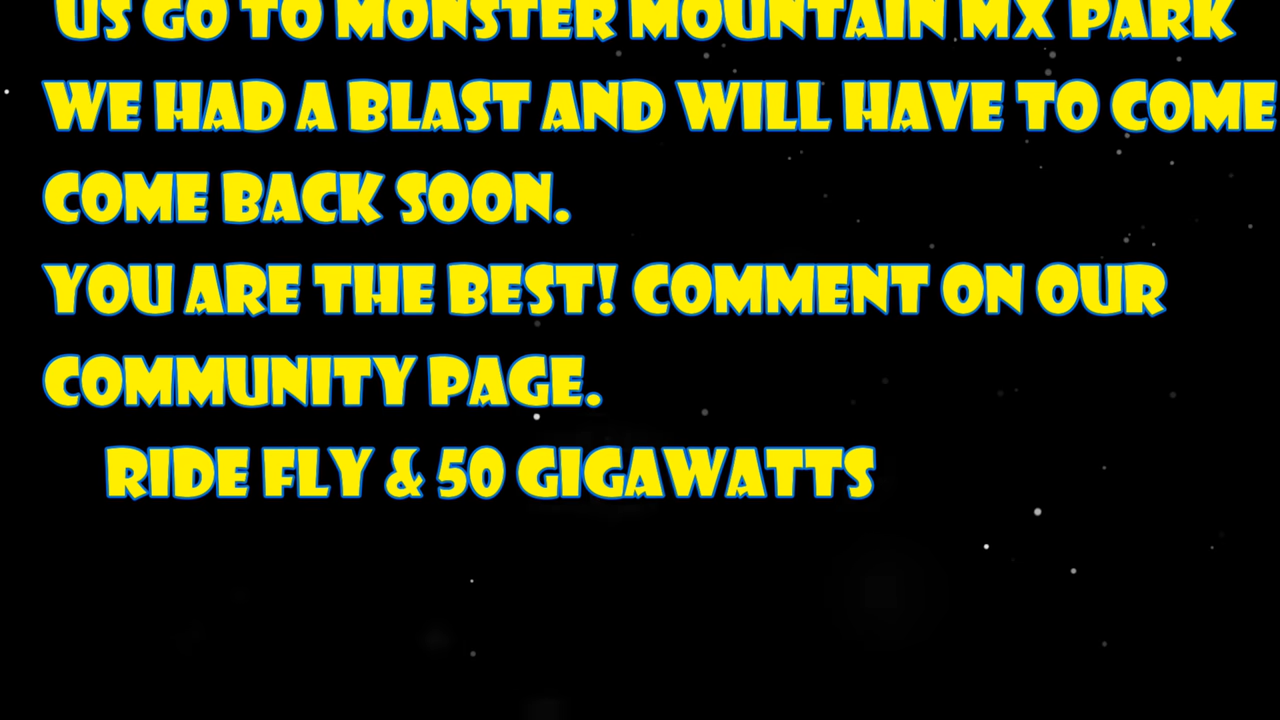 US GO TO MONSTER MOUNTAIN MX PARK
WE HAD A BLAST AND WILL HAVE TO COME
COME BACK SOON.
YOU ARE THE BEST! COMMENT ON OUR
COMMUNITY PAGE.
RIDE FLY & 50 GIGAWATTS